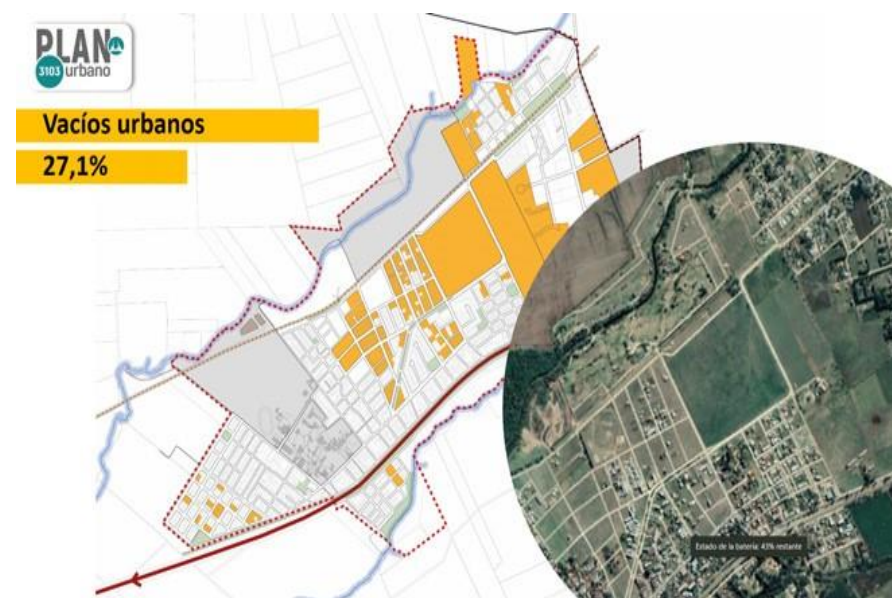 PLAN
3103 urbano
Vacíos urbanos
27,1%
Estado de la batería: 43% restante